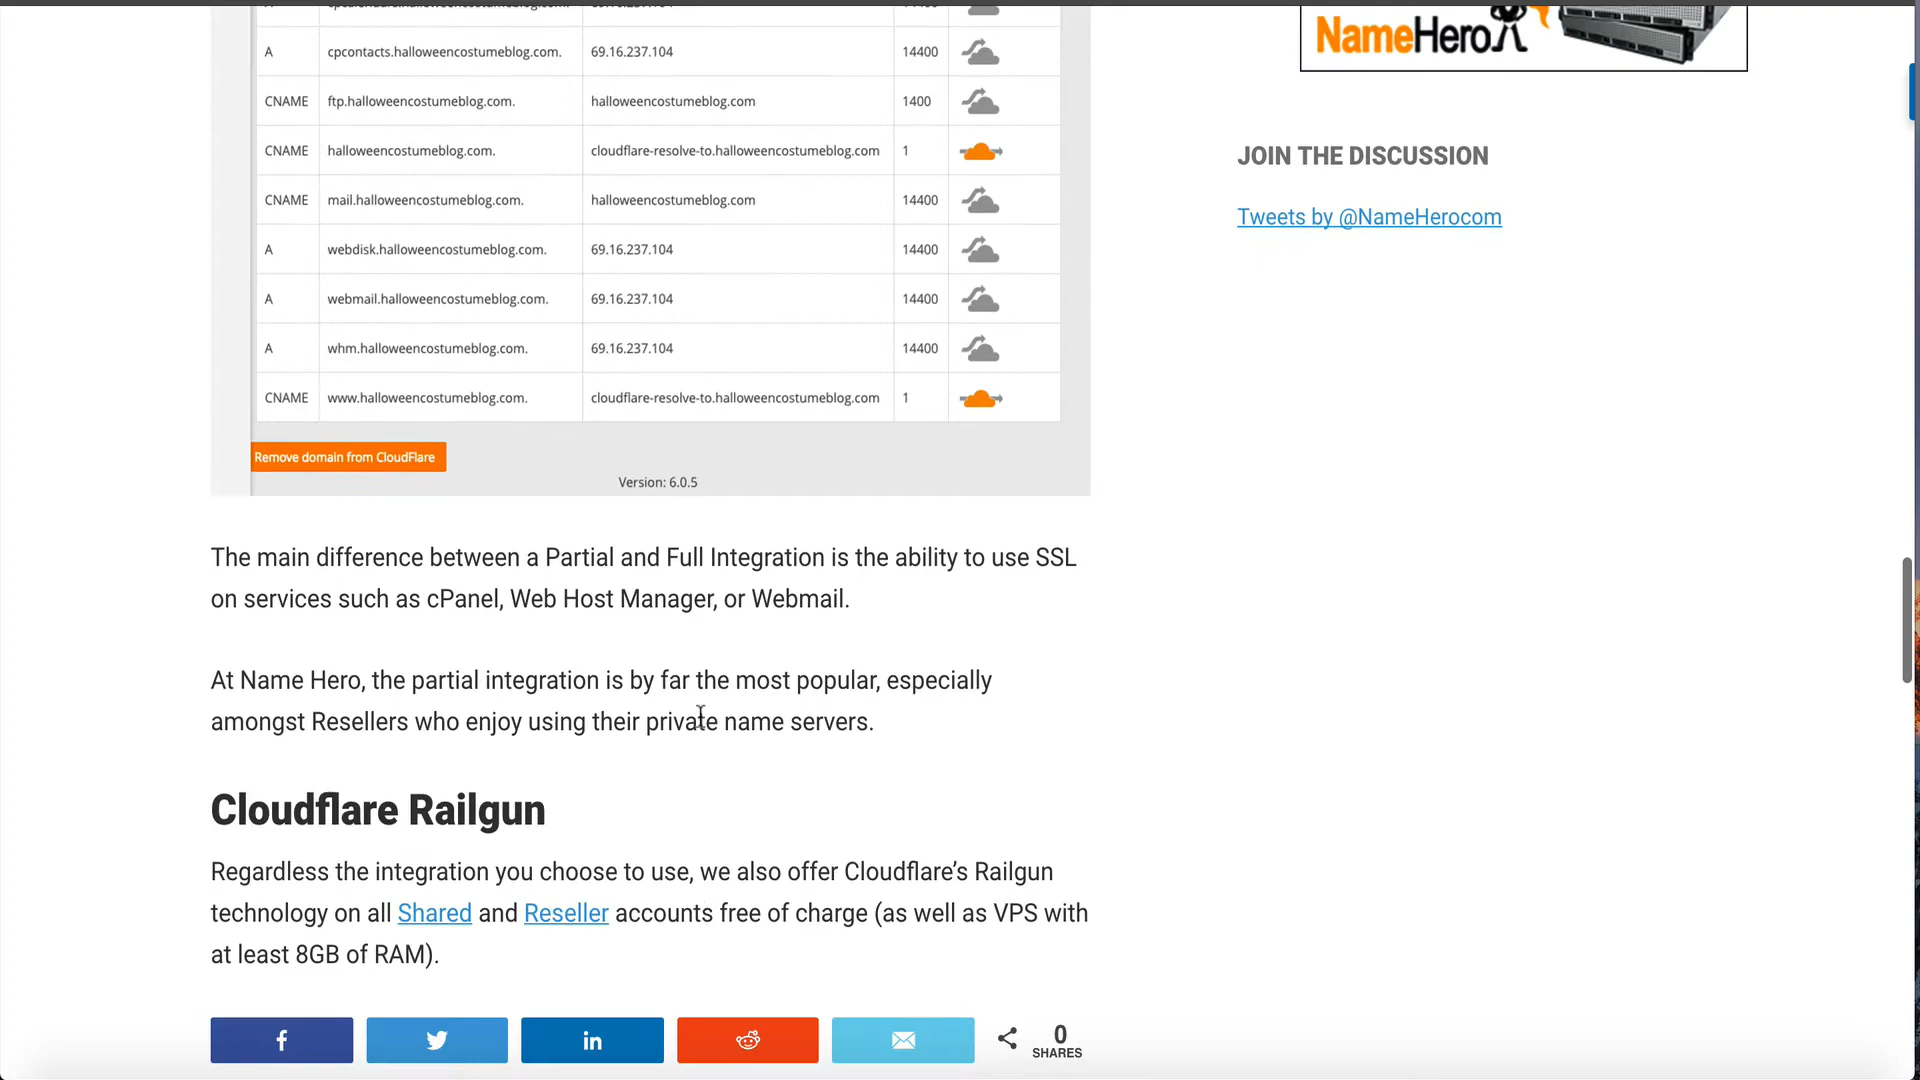 A cpcontacts.halloweencostumeblog.com. 69.16.237.104 14400
CNAME ftp.halloweencostumeblog.com. halloweencostumeblog.com 1400
CNAME halloweencostumeblog.com. cloudflare-resolve-to.halloweencostumeblog.com 1
CNAME mail.halloweencostumeblog.com. halloweencostumeblog.com 14400
A webdisk.halloweencostumeblog.com. 69.16.237.104 14400
A webmail.halloweencostumeblog.com. 69.16.237.104 14400
A whm.halloweencostumeblog.com. 69.16.237.104 14400
CNAME www.halloweencostumeblog.com. cloudflare-resolve-to.halloweencostumeblog.com 1
Remove domain from CloudFlare
Version: 6.0.5
The main difference between a Partial and Full Integration is the ability to use SSL
on services such as cPanel, Web Host Manager, or Webmail.
At Name Hero, the partial integration is by far the most popular, especially
amongst Resellers who enjoy using their private name servers.
Cloudflare Railgun
Regardless the integration you choose to use, we also offer Cloudflare’s Railgun
technology on all Shared and Reseller accounts free of charge (as well as VPS with
at least 8GB of RAM).
0
SHARES
NameHero
JOIN THE DISCUSSION
Tweets by @NameHerocom